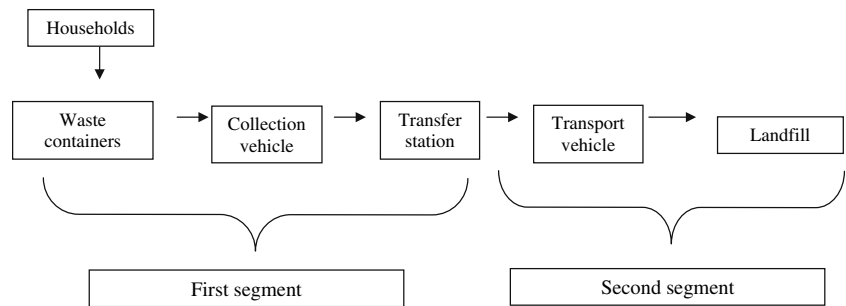 Households
Waste
containers
Collection
vehicle
Transfer
station
Transport
vehicle
Landfill
First segment
Second segment